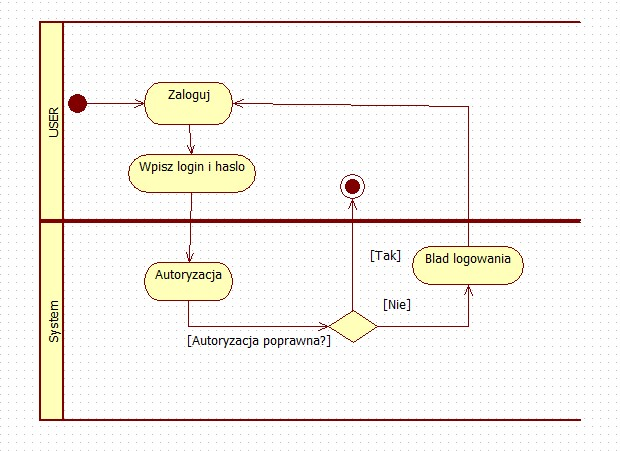 USER
Zaloguj
Wpisz login i haslo
System
Autoryzacja
[Autoryzacja poprawna?]
[Tak]
[Nie]
Blad logowania